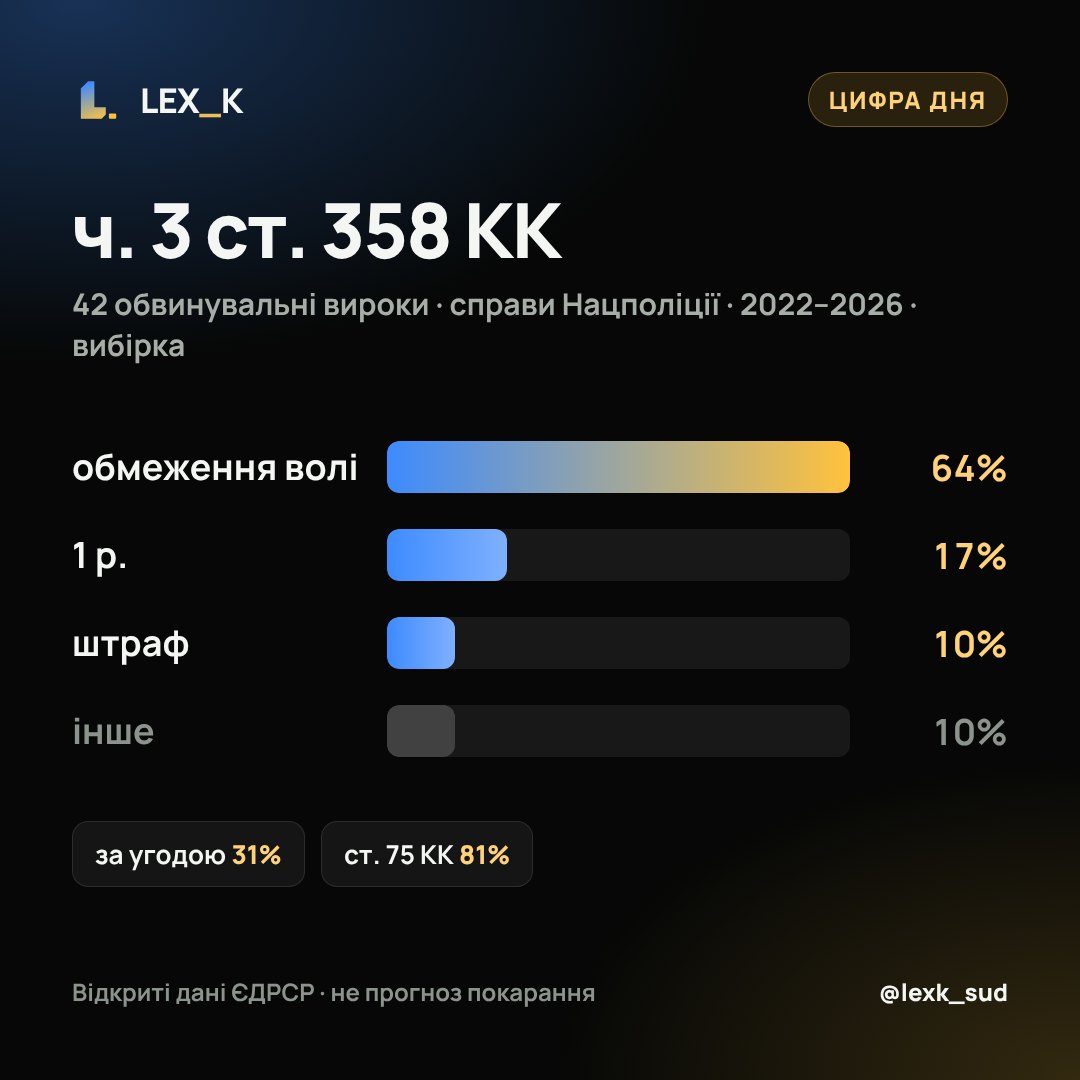 LEX_K
ЦИФРА ДНЯ
ч. 3 ст. 358 КК
42 обвинувальні вироки · справи Нацполіції · 2022–2026 ·
вибірка
обмеження волі 64%
1 р. 17%
штраф 10%
інше 10%
за угодою 31%
ст. 75 КК 81%
Відкриті дані ЄДРСР · не прогноз покарання
@lexk_sud